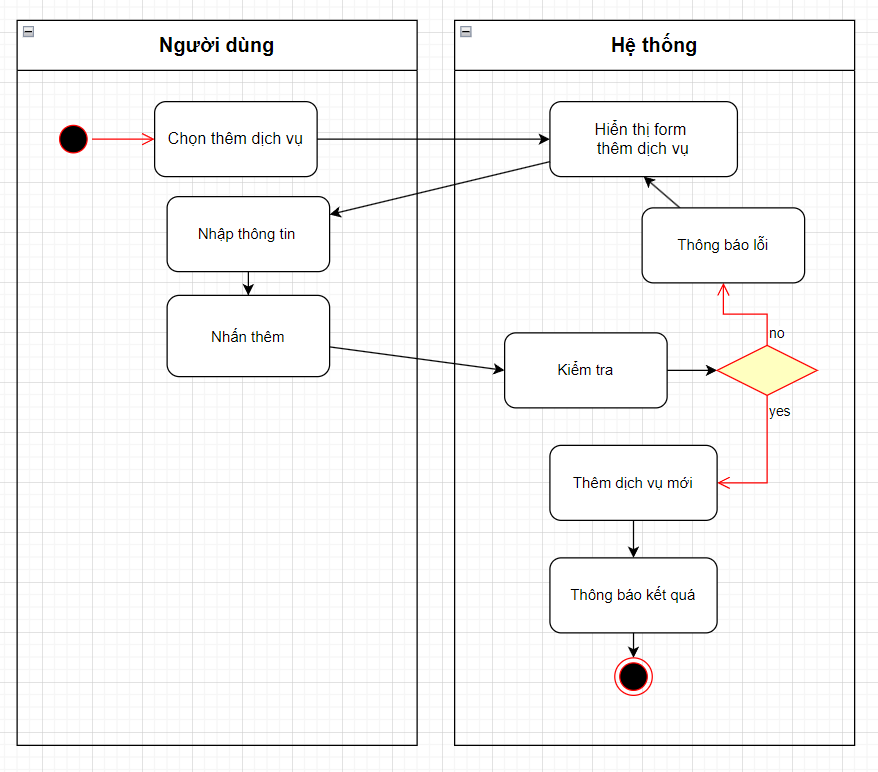 Người dùng
Hệ thống
Chọn thêm dịch vụ
Hiển thị form
thêm dịch vụ
Nhập thông tin
Thông báo lỗi
Nhấn thêm
no
Kiểm tra
yes
Thêm dịch vụ mới
Thông báo kết quá